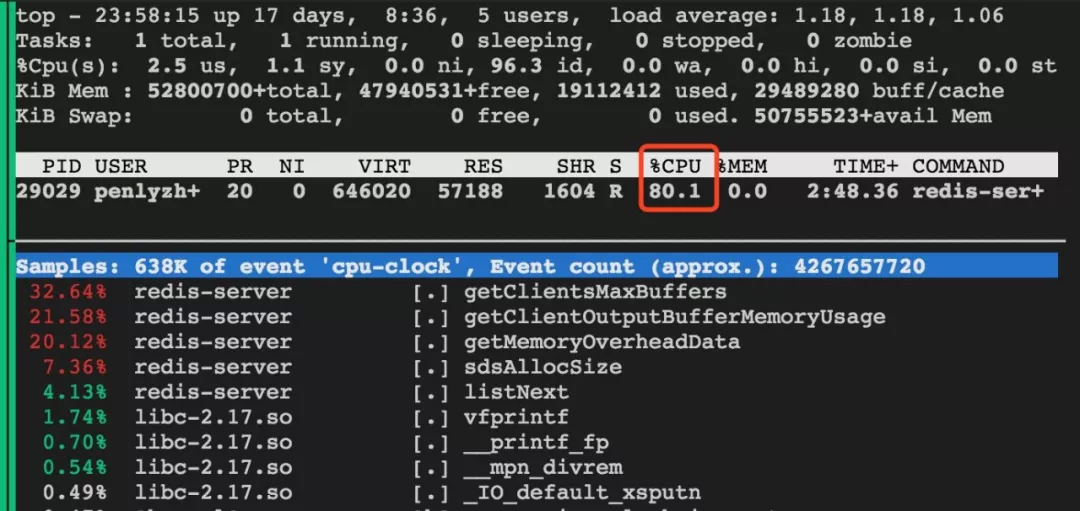 top - 23:58:15 up 17 days,  8:36,  5 users,  load average: 1.18, 1.18, 1.06
Tasks:   1 total,   1 running,   0 sleeping,   0 stopped,   0 zombie
%Cpu(s):  2.5 us,  1.1 sy,  0.0 ni, 96.3 id,  0.0 wa,  0.0 hi,  0.0 si,  0.0 st
KiB Mem : 52800700+total, 47940531+free, 19112412 used, 29489280 buff/cache
KiB Swap:        0 total,        0 free,        0 used. 50755523+avail Mem
PID USER      PR  NI    VIRT    RES    SHR S  %CPU %MEM     TIME+ COMMAND
29029 penlyzh+  20   0  646020  57188   1604 R  80.1  0.0   2:48.36 redis-ser+
Samples: 638K of event 'cpu-clock', Event count (approx.): 4267657720
32.64%  redis-server          [.] getClientsMaxBuffers
21.58%  redis-server          [.] getClientOutputBufferMemoryUsage
20.12%  redis-server          [.] getMemoryOverheadData
7.36%  redis-server          [.] sdsAllocSize
4.13%  redis-server          [.] listNext
1.74%  libc-2.17.so          [.] vfprintf
0.70%  libc-2.17.so          [.] __printf_fp
0.54%  libc-2.17.so          [.] __mpn_divrem
0.49%  libc-2.17.so          [.] _IO_default_xsputn